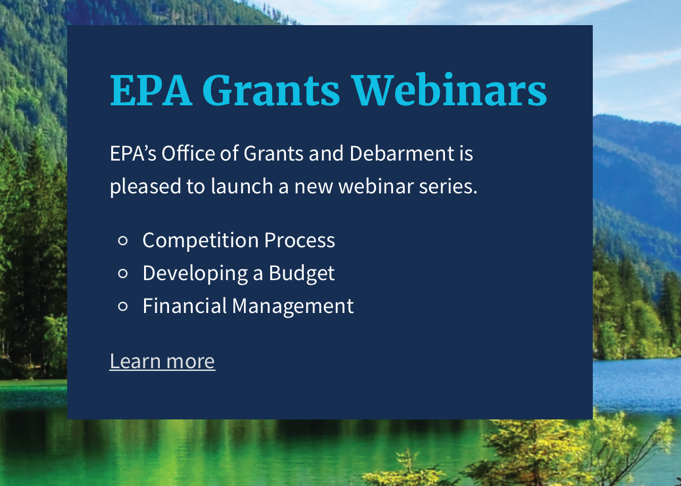 EPA Grants Webinars
EPA’s Office of Grants and Debarment is
pleased to launch a new webinar series.
Competition Process
Developing a Budget
Financial Management
Learn more